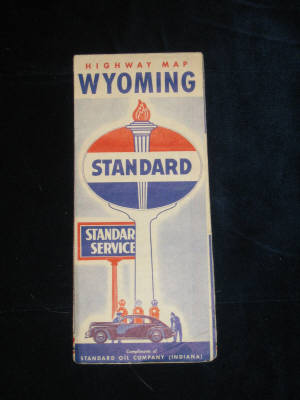 HIGHWAY MAP
WYOMING
STANDARD
STANDAR
SERVICE
Compliments of
STANDARD OIL COMPANY (INDIANA)